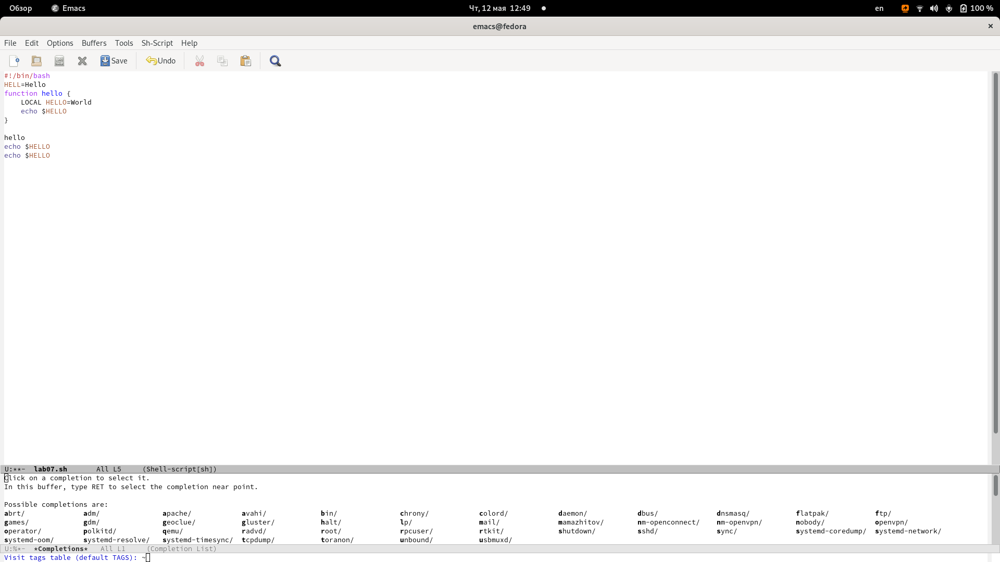 Обзор Emacs Чт, 12 мая 12:49 en 100 %
emacs@fedora
File Edit Options Buffers Tools Sh-Script Help
Save Undo
#!/bin/bash
HELL=Hello
function hello {
    LOCAL HELLO=World
    echo $HELLO
}
hello
echo $HELLO
echo $HELLO
U:**- lab07.sh All L5 (Shell-script[sh])
Click on a completion to select it.
In this buffer, type RET to select the completion near point.
Possible completions are:
abrt/ adm/ apache/ avahi/ bin/ chrony/ colord/ daemon/ dbus/ dnsmasq/ flatpak/ ftp/
games/ gdm/ geoclue/ gluster/ halt/ lp/ mail/ mamazhitov/ nm-openconnect/ nm-openvpn/ nobody/ openvpn/
operator/ polkitd/ qemu/ radvd/ root/ rpcuser/ rtkit/ shutdown/ sshd/ sync/ systemd-coredump/ systemd-network/
systemd-oom/ systemd-resolve/ systemd-timesync/ tcpdump/ toranon/ unbound/ usbmuxd/
U:%*- *Completions* All L1 (Completion List)
Visit tags table (default TAGS): ~